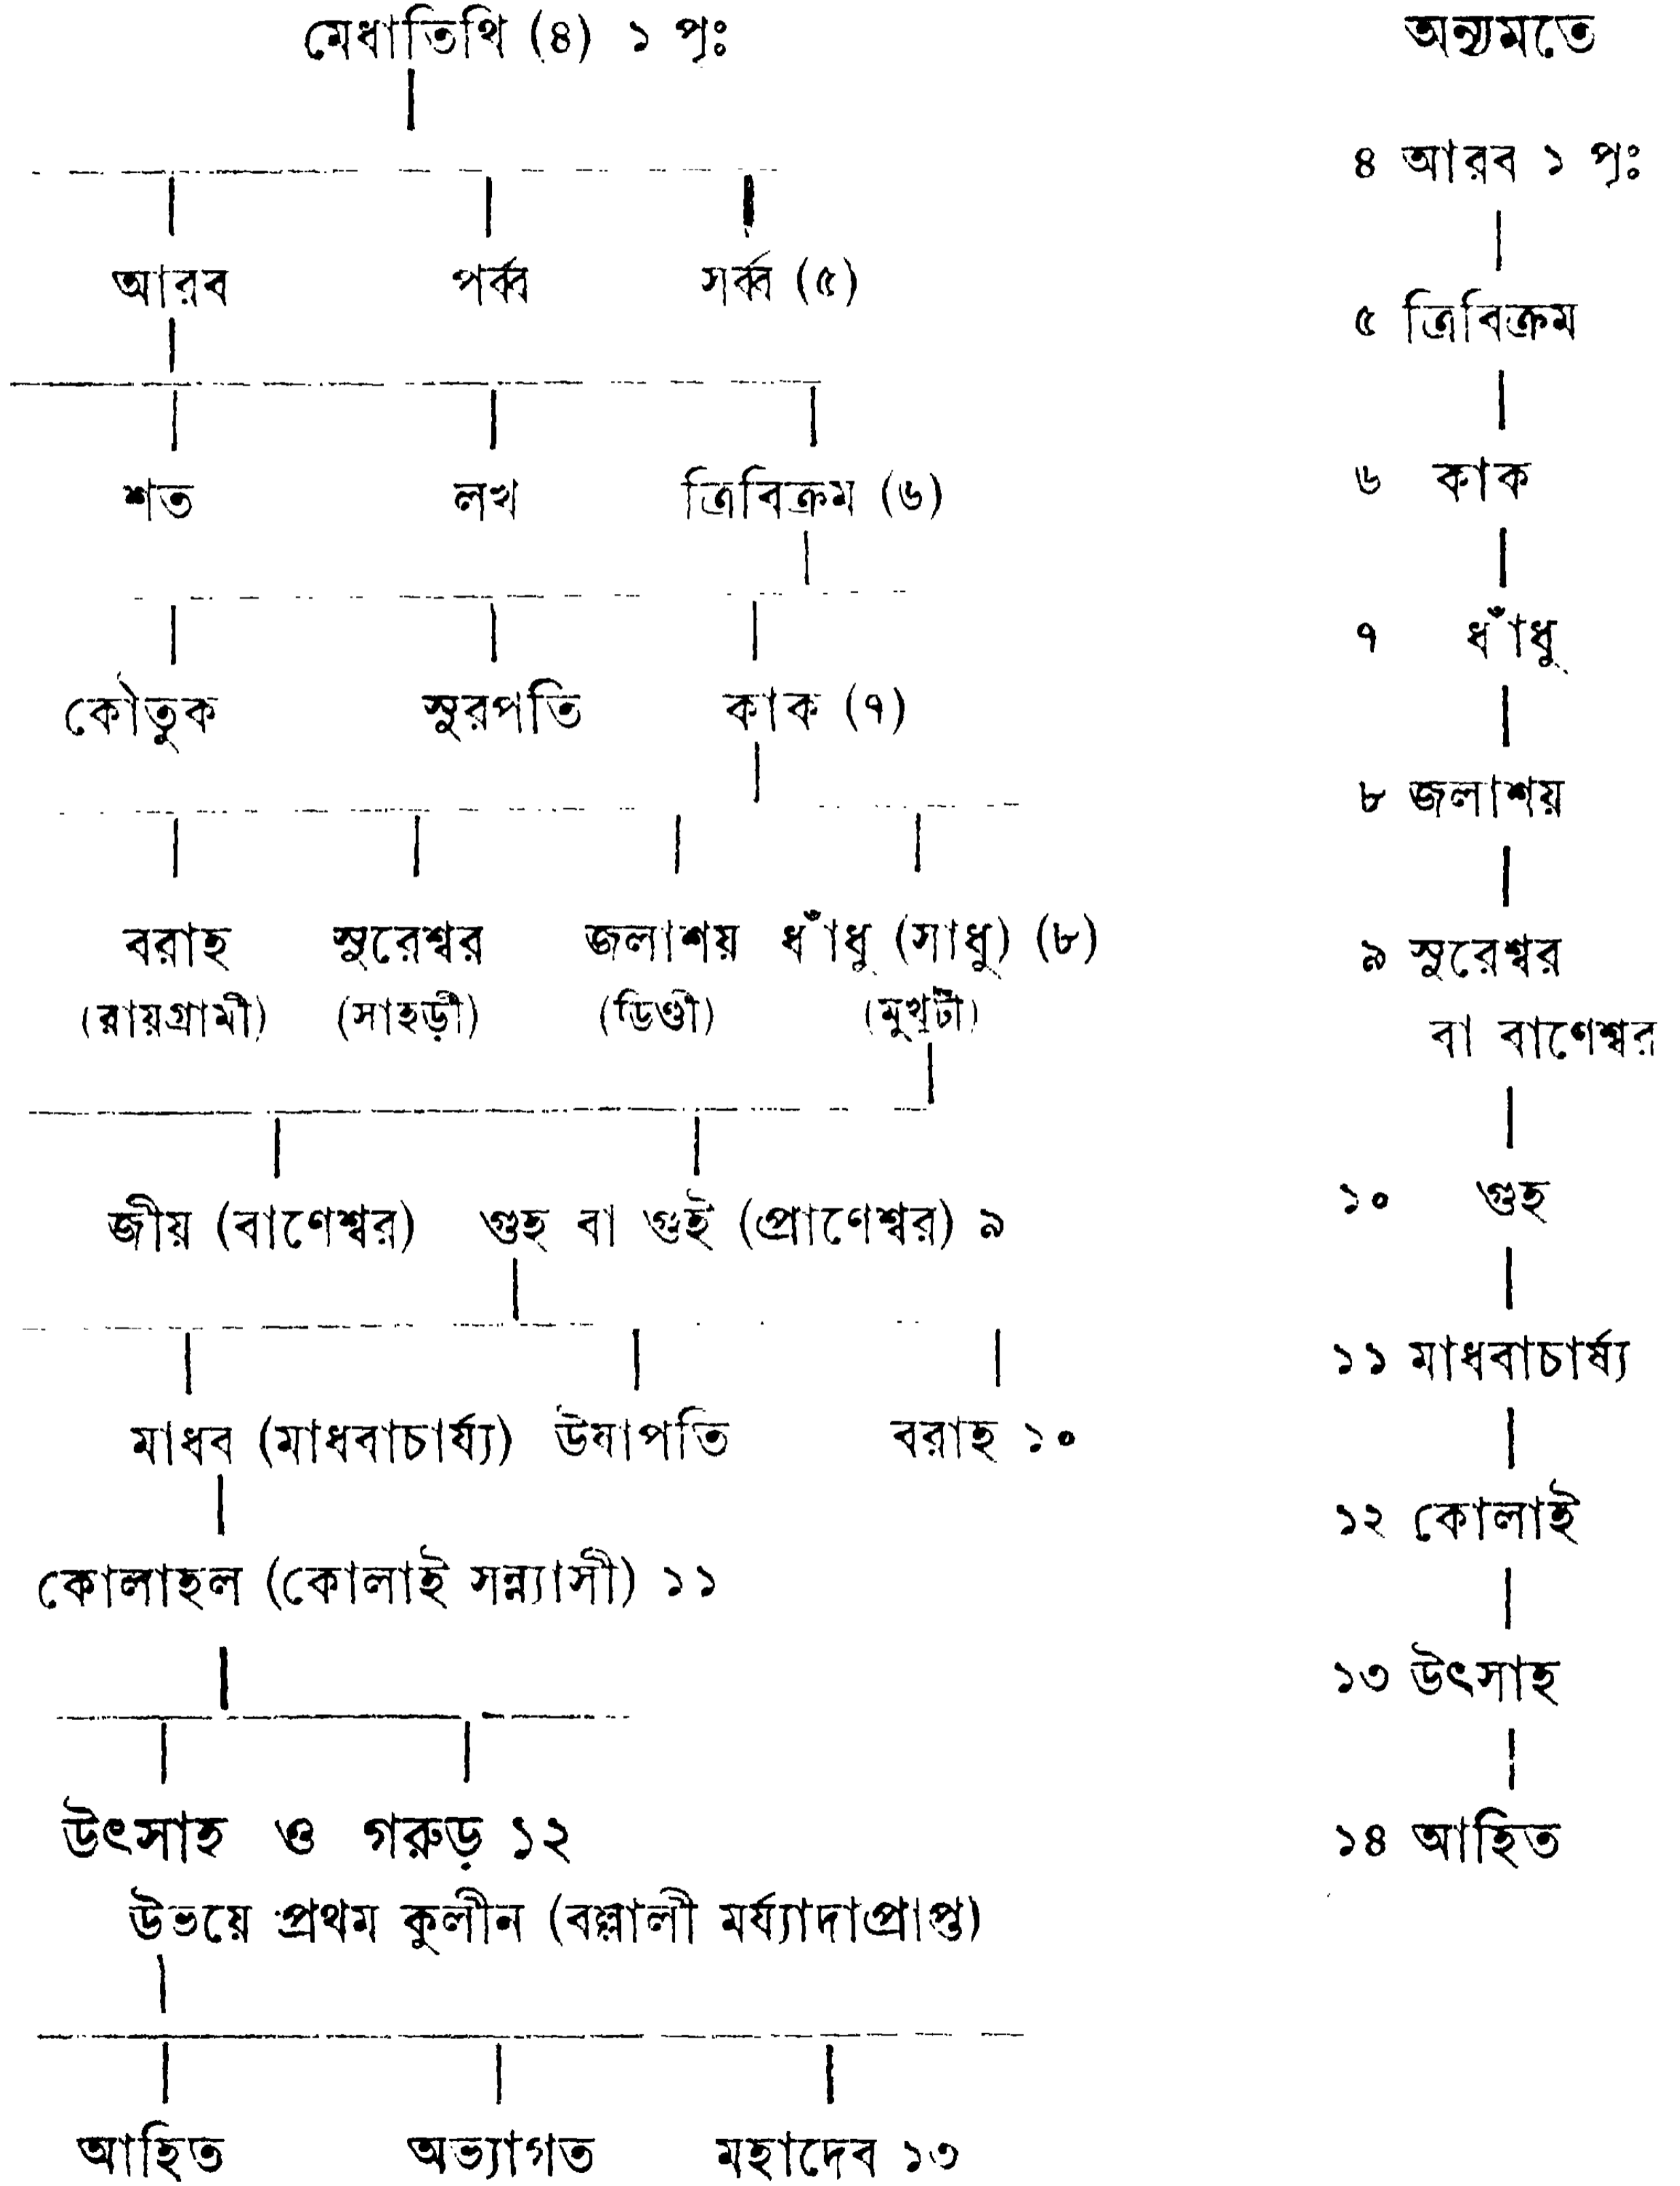 মেধাতিথি (৪) ১ পৃঃ
আরব পর্ব্ব সর্ব্ব (৫)
শত লখ ত্রিবিক্রম (৬)
কৌতুক সুরপতি কাক (৭)
বরাহ সুরেশ্বর জলাশয় ধাঁধু (সাধু) (৮)
(রায়গ্রামী) (সাহড়ী) (ডিণ্ডী) (মুখুটী)
জীয় (বাণেশ্বর) গুহ বা গুই (প্রাণেশ্বর) ৯
মাধব (মাধবাচার্য্য) উষাপতি বরাহ ১০
কোলাহল (কোলাই সন্ন্যাসী) ১১
উৎসাহ ও গরুড় ১২
উভয়ে প্রথম কুলীন (বল্লালী মর্য্যাদাপ্রাপ্ত)
আহিত অভ্যাগত মহাদেব ১৩
অন্যমতে
৪ আরব ১ পৃঃ
৫ ত্রিবিক্রম
৬ কাক
৭ ধাঁধু
৮ জলাশয়
৯ সুরেশ্বর
বা বাণেশ্বর
১০ গুহ
১১ মাধবাচার্য্য
১২ কোলাই
১৩ উৎসাহ
১৪ আহিত